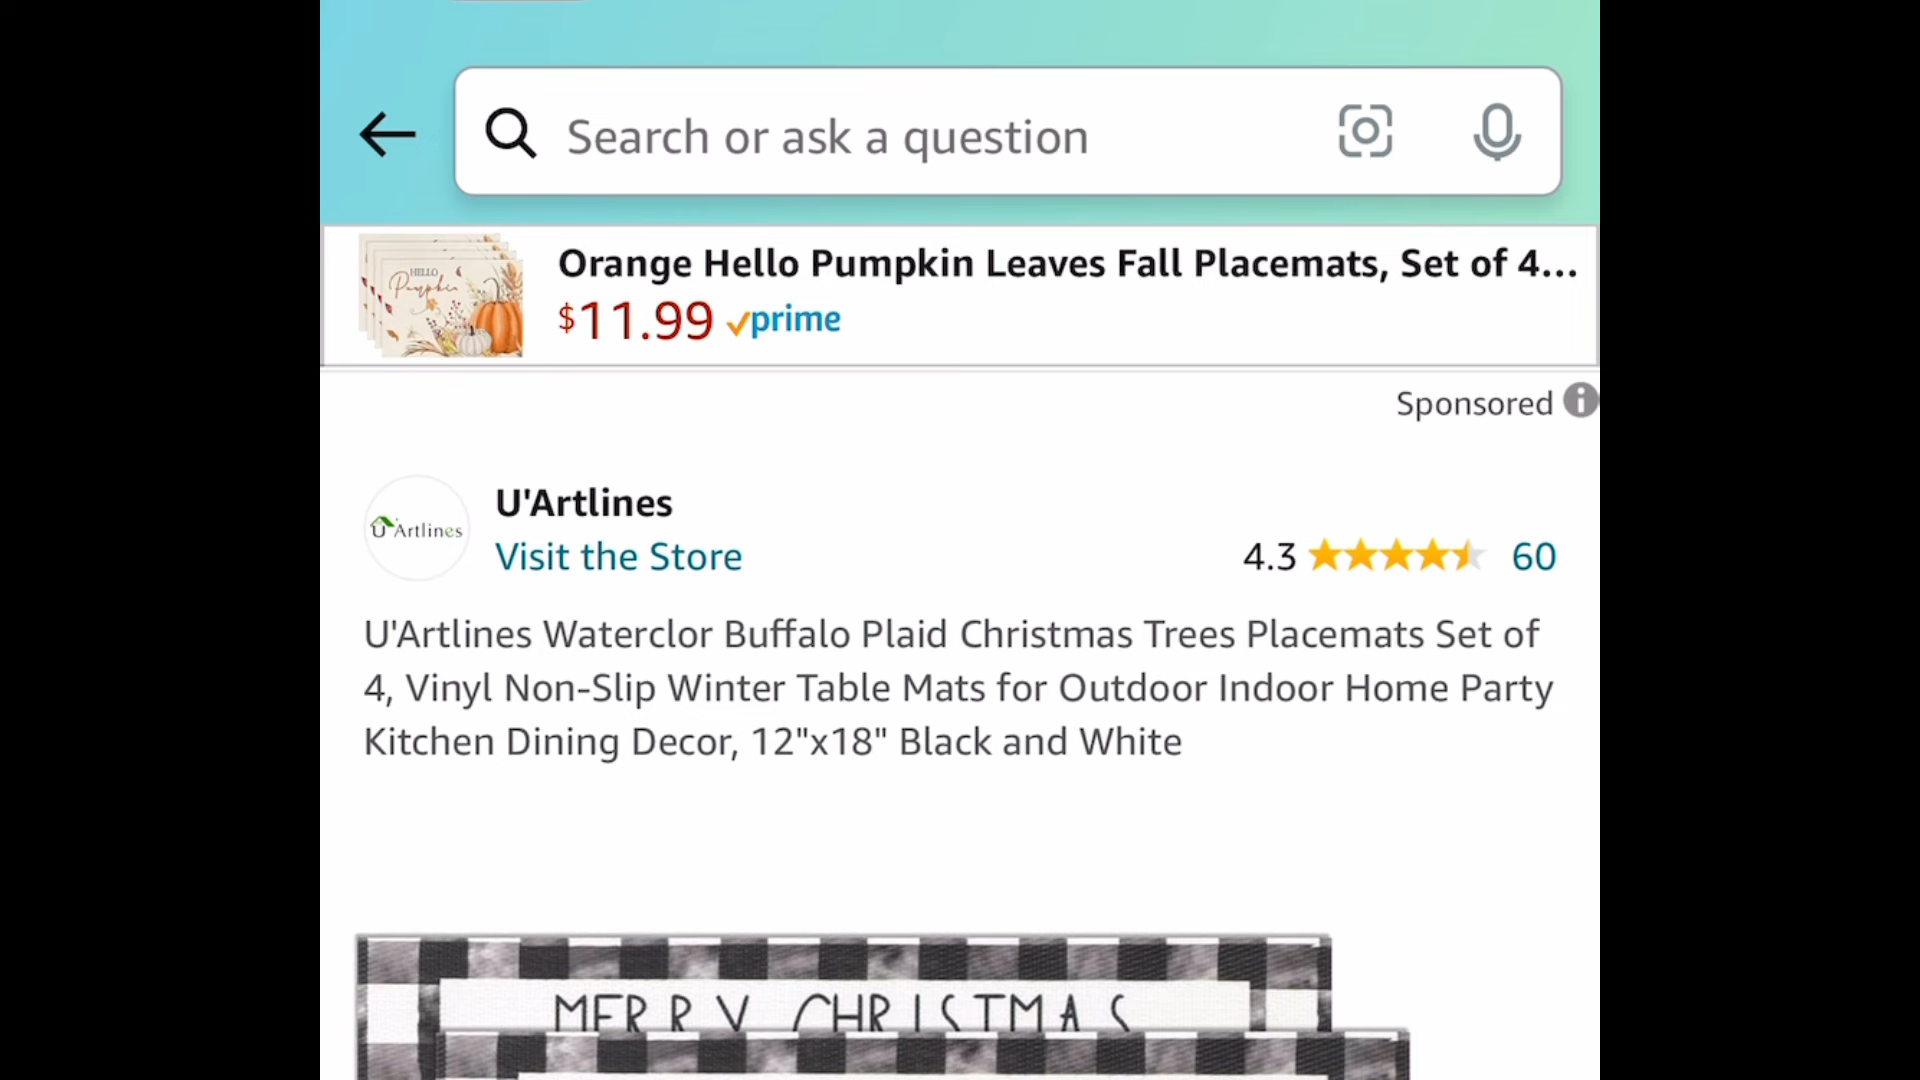 Search or ask a question
HELLO
Pumpkin
Orange Hello Pumpkin Leaves Fall Placemats, Set of 4...
$11.99 prime
Sponsored
U'Artlines
U'Artlines
Visit the Store
4.3 60
U'Artlines Waterclor Buffalo Plaid Christmas Trees Placemats Set of
4, Vinyl Non-Slip Winter Table Mats for Outdoor Indoor Home Party
Kitchen Dining Decor, 12"x18" Black and White
MERRY CHRISTMAS